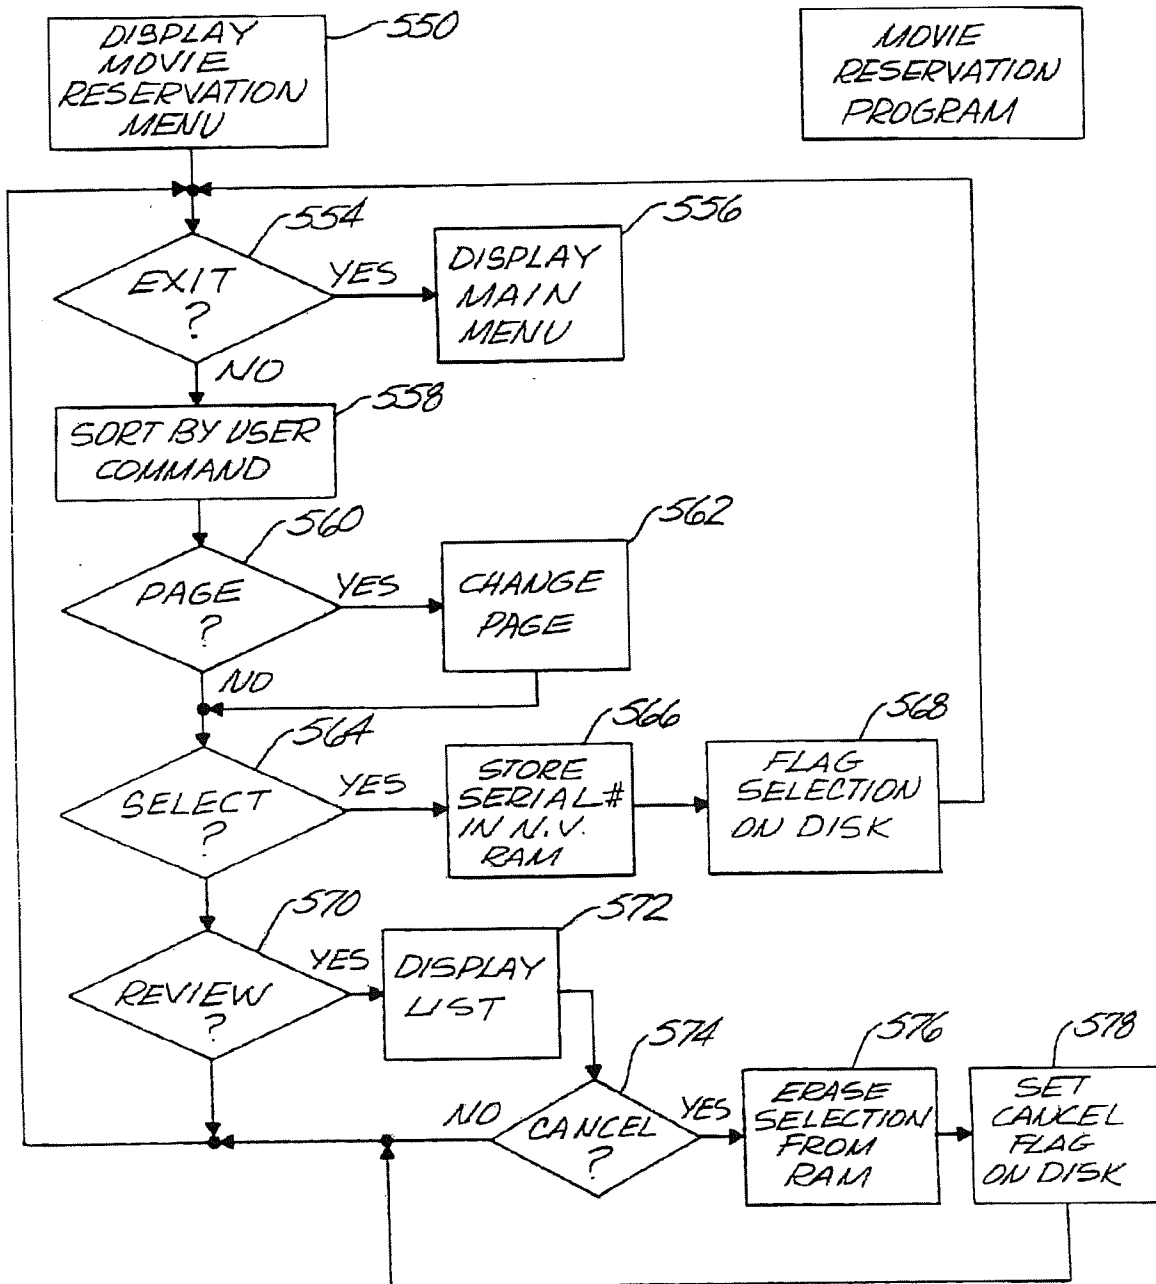 DISPLAY
MOVIE
RESERVATION
MENU
550
MOVIE
RESERVATION
PROGRAM
554
EXIT
?
YES
556
DISPLAY
MAIN
MENU
NO
558
SORT BY USER
COMMAND
560
PAGE
?
YES
562
CHANGE
PAGE
NO
564
SELECT
?
YES
566
STORE
SERIAL #
IN N.V.
RAM
568
FLAG
SELECTION
ON DISK
570
REVIEW
?
YES
572
DISPLAY
LIST
574
CANCEL
?
NO
YES
576
ERASE
SELECTION
FROM
RAM
578
SET
CANCEL
FLAG
ON DISK